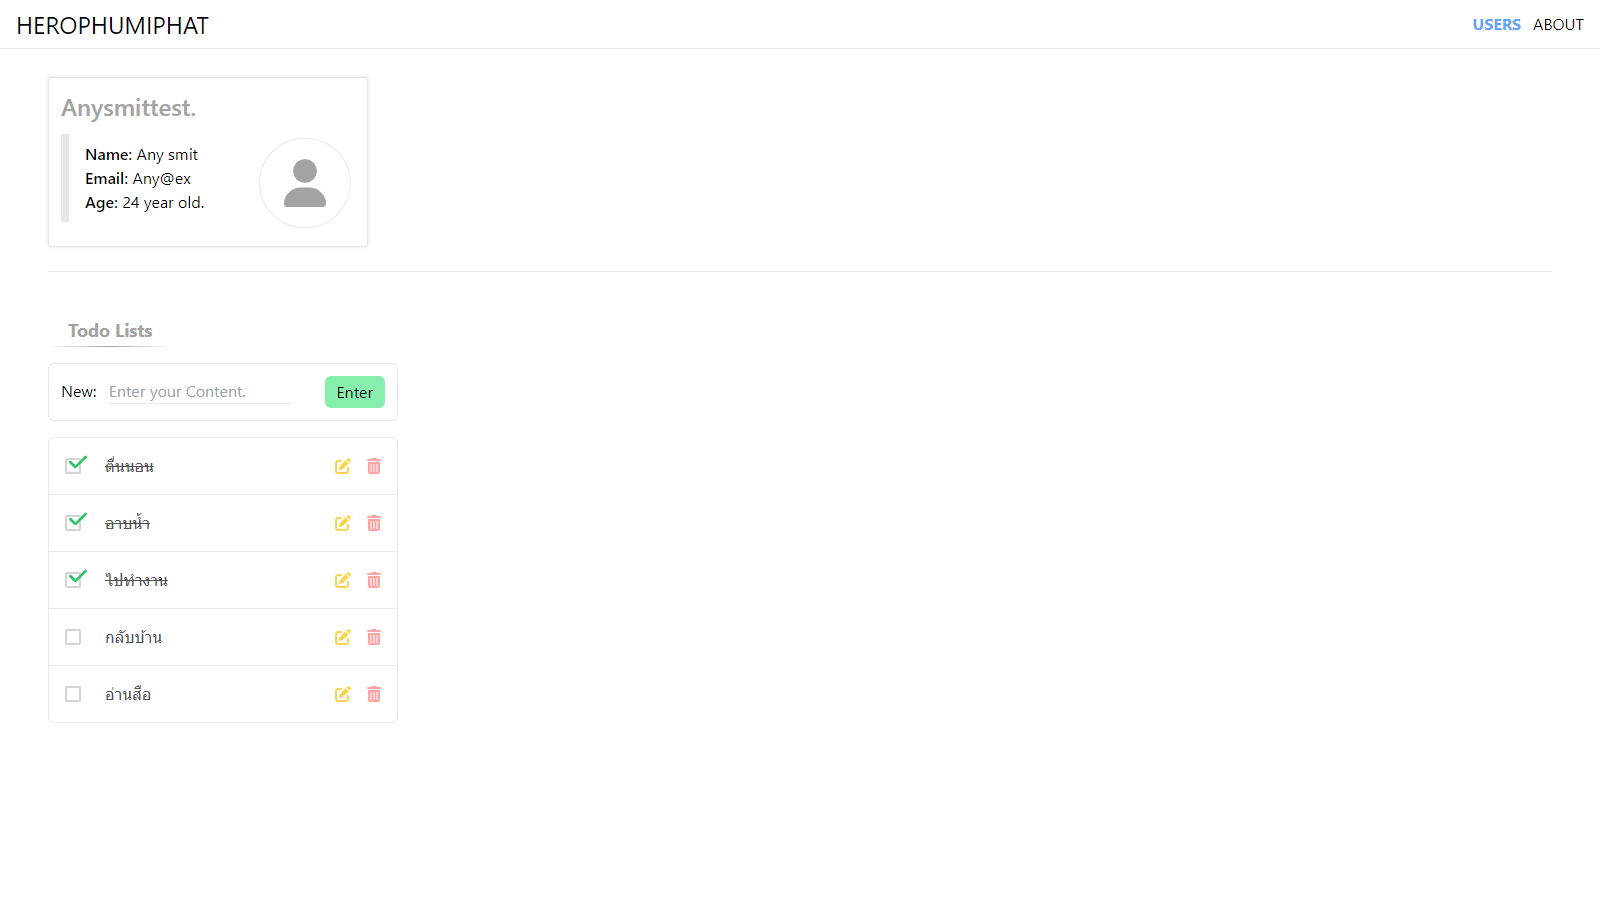 HEROPHUMIPHAT
USERS ABOUT
Anysmittest.
Name: Any smit
Email: Any@ex
Age: 24 year old.
Todo Lists
New: Enter your Content. Enter
ตื่นนอน
อาบน้ำ
ไปทำงาน
กลับบ้าน
อ่านสือ